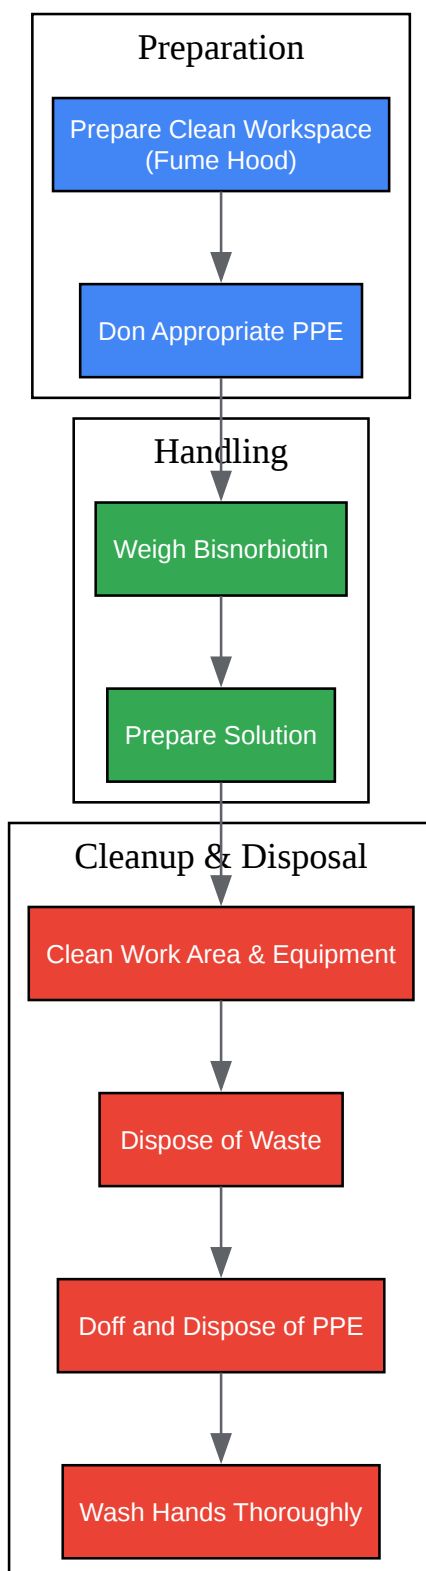 Preparation
Prepare Clean Workspace
(Fume Hood)
Don Appropriate PPE
Handling
Weigh Bisnorbiotin
Prepare Solution
Cleanup & Disposal
Clean Work Area & Equipment
Dispose of Waste
Doff and Dispose of PPE
Wash Hands Thoroughly